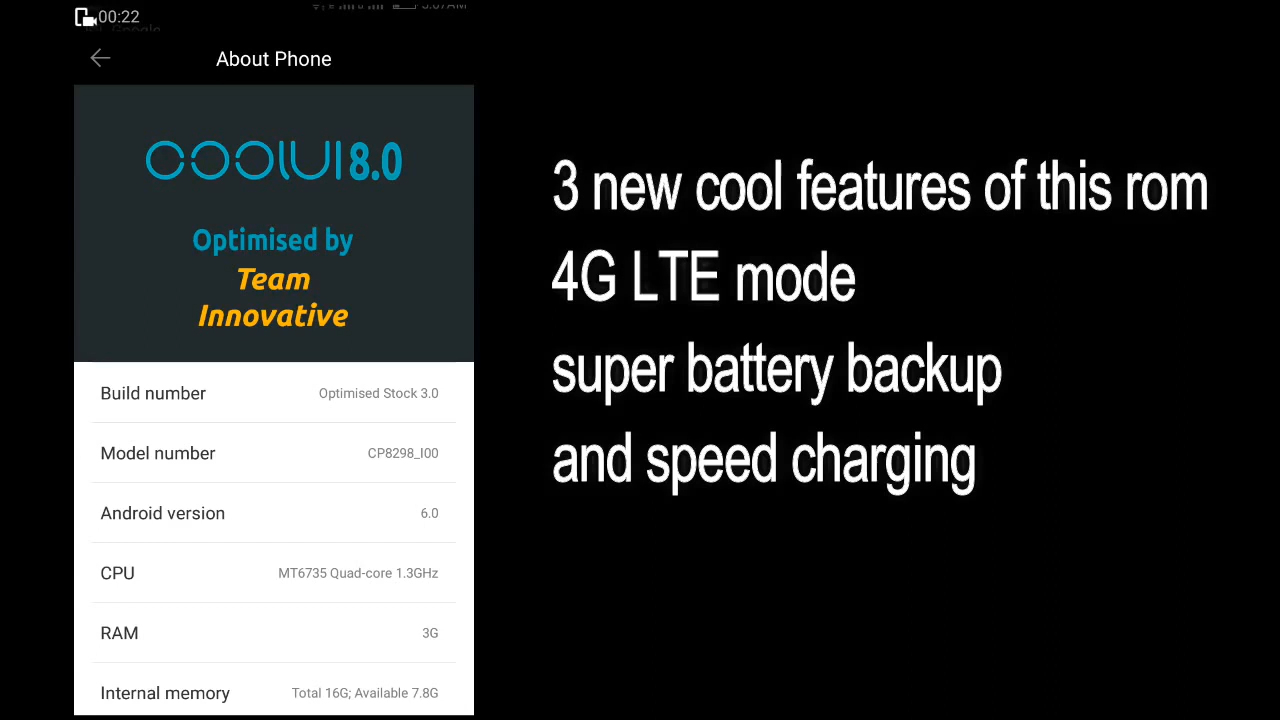 00:22
About Phone
COOLUI 8.0
Optimised by
Team
Innovative
Build number Optimised Stock 3.0
Model number CP8298_I00
Android version 6.0
CPU MT6735 Quad-core 1.3GHz
RAM 3G
Internal memory Total 16G; Available 7.8G
3 new cool features of this rom
4G LTE mode
super battery backup
and speed charging